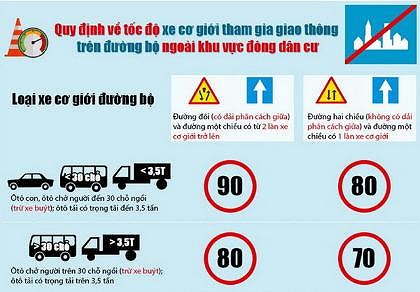 Quy định về tốc độ xe cơ giới tham gia giao thông
trên đường bộ ngoài khu vực đông dân cư
Loại xe cơ giới đường bộ
Đường đôi (có dải phân cách giữa)
và đường một chiều có từ 2 làn xe
cơ giới trở lên
Đường hai chiều (không có dải
phân cách giữa) và đường một
chiều có 1 làn xe cơ giới
30 CHỖ
<3,5T
90
80
Ôtô con, ôtô chở người đến 30 chỗ ngồi
(trừ xe buýt); ôtô tải có trọng tải đến 3,5 tấn
>30 CHỖ
>3,5T
80
70
Ôtô chở người trên 30 chỗ ngồi (trừ xe buýt);
ôtô tải có trọng tải trên 3,5 tấn